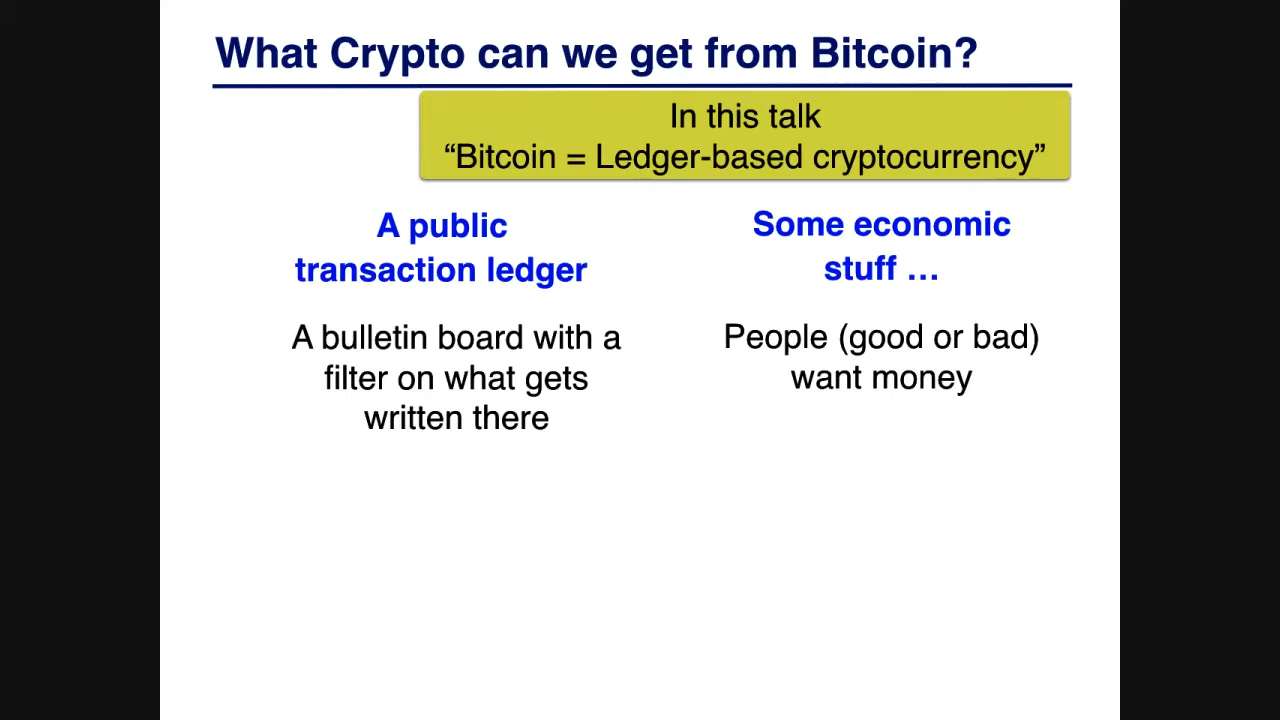 What Crypto can we get from Bitcoin?
In this talk
“Bitcoin = Ledger-based cryptocurrency”
A public
transaction ledger
A bulletin board with a
filter on what gets
written there
Some economic
stuff …
People (good or bad)
want money